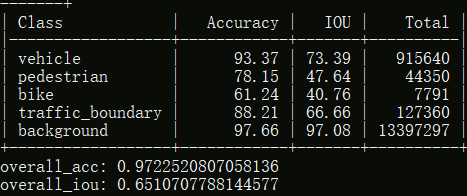 -------+
| Class | Accuracy | IOU | Total |
|------------------+----------+-------+----------|
| vehicle | 93.37 | 73.39 | 915640 |
| pedestrian | 78.15 | 47.64 | 44350 |
| bike | 61.24 | 40.76 | 7791 |
| traffic_boundary | 88.21 | 66.66 | 127360 |
| background | 97.66 | 97.08 | 13397297 |
+------------------+----------+-------+----------+
overall_acc: 0.9722520807058136
overall_iou: 0.6510707788144577